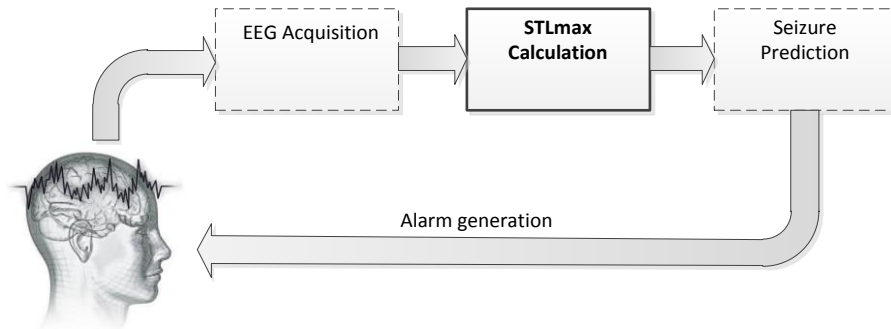 EEG Acquisition
STLmax
Calculation
Seizure
Prediction
Alarm generation